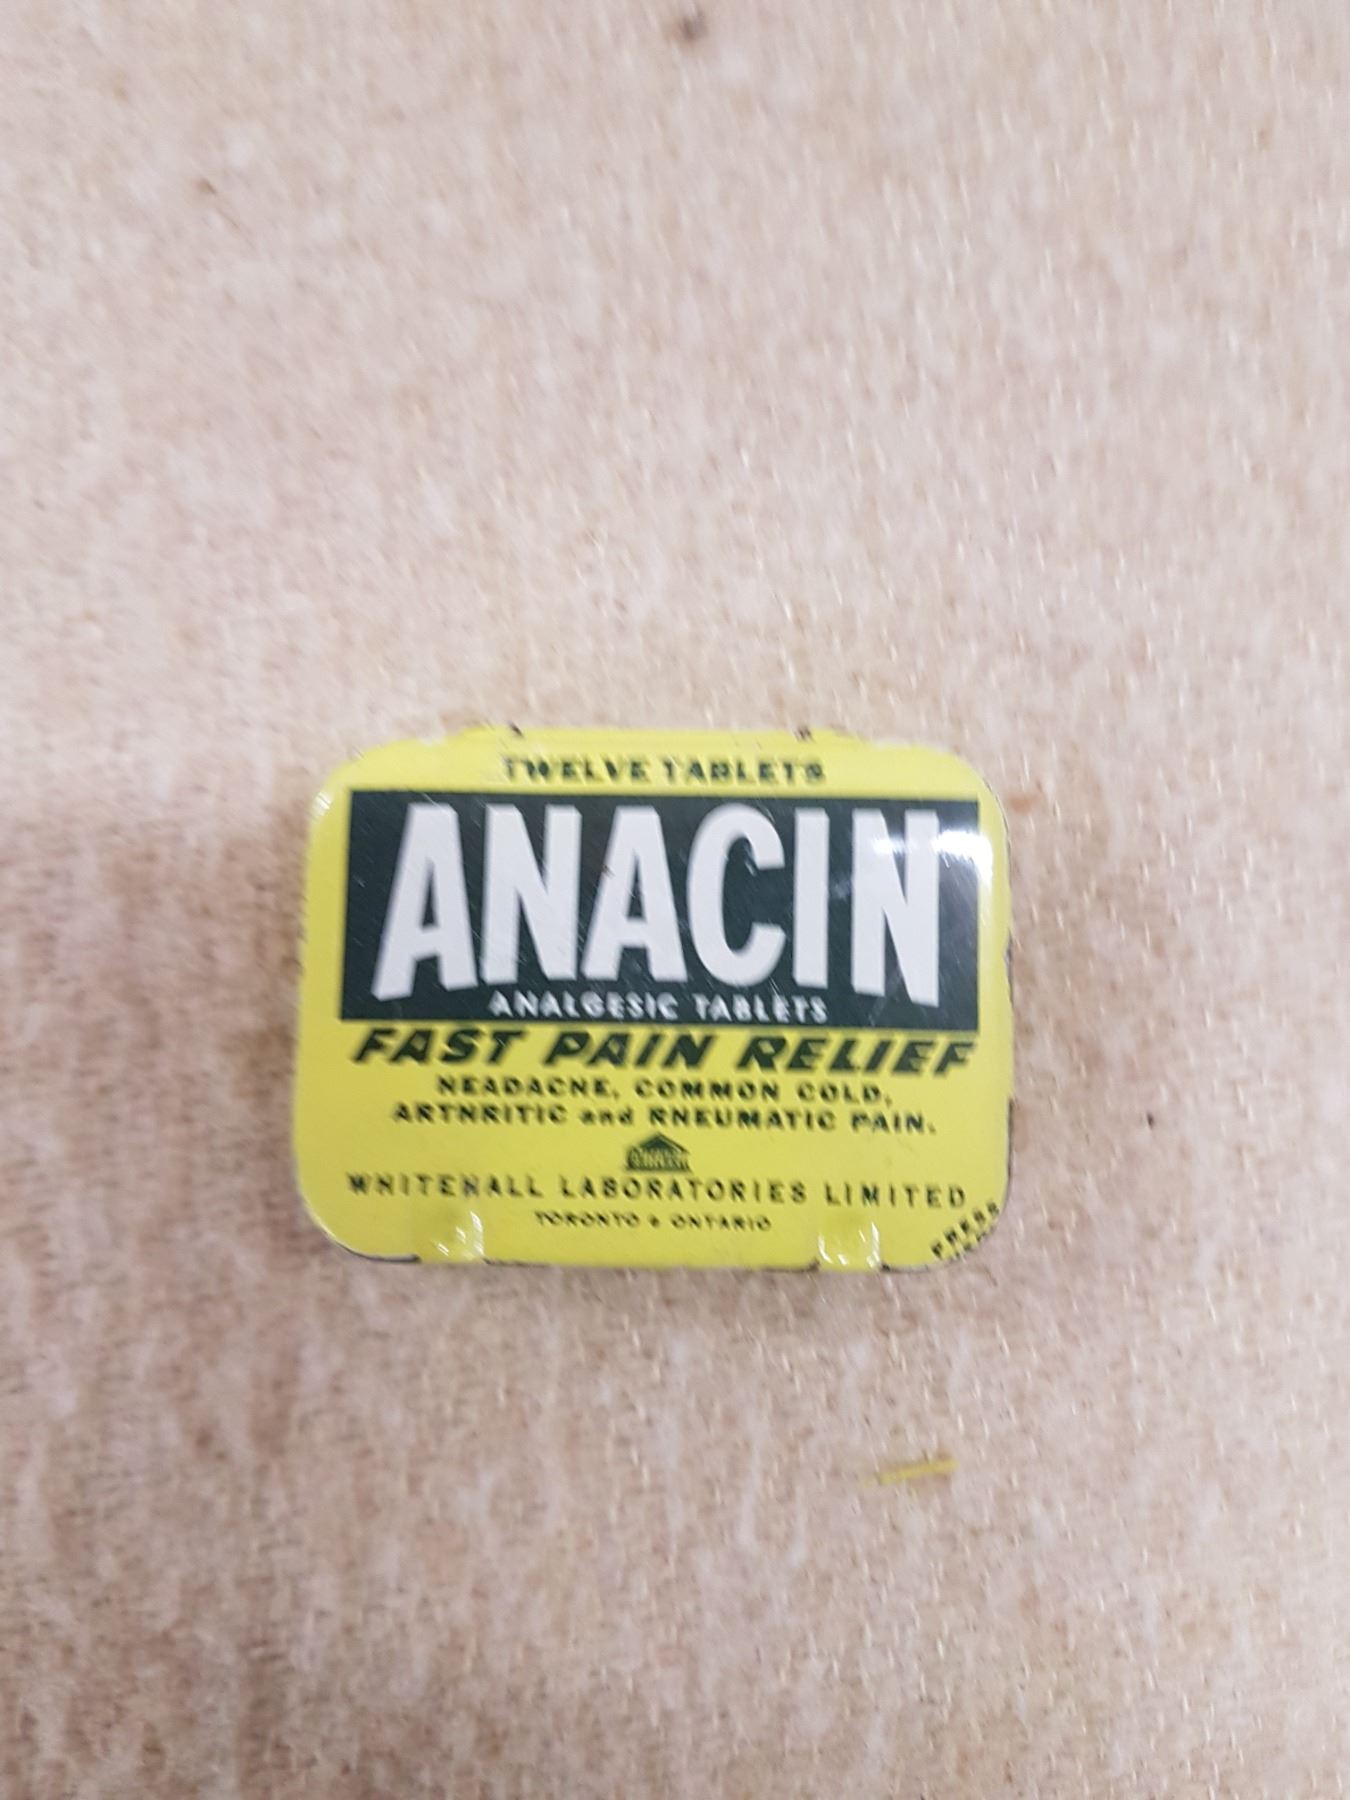 TWELVE TABLETS
ANACIN
ANALGESIC TABLETS
FAST PAIN RELIEF
HEADACHE, COMMON COLD,
ARTHRITIC and RHEUMATIC PAIN.
WHITEHALL LABORATORIES LIMITED
TORONTO • ONTARIO
PRESS